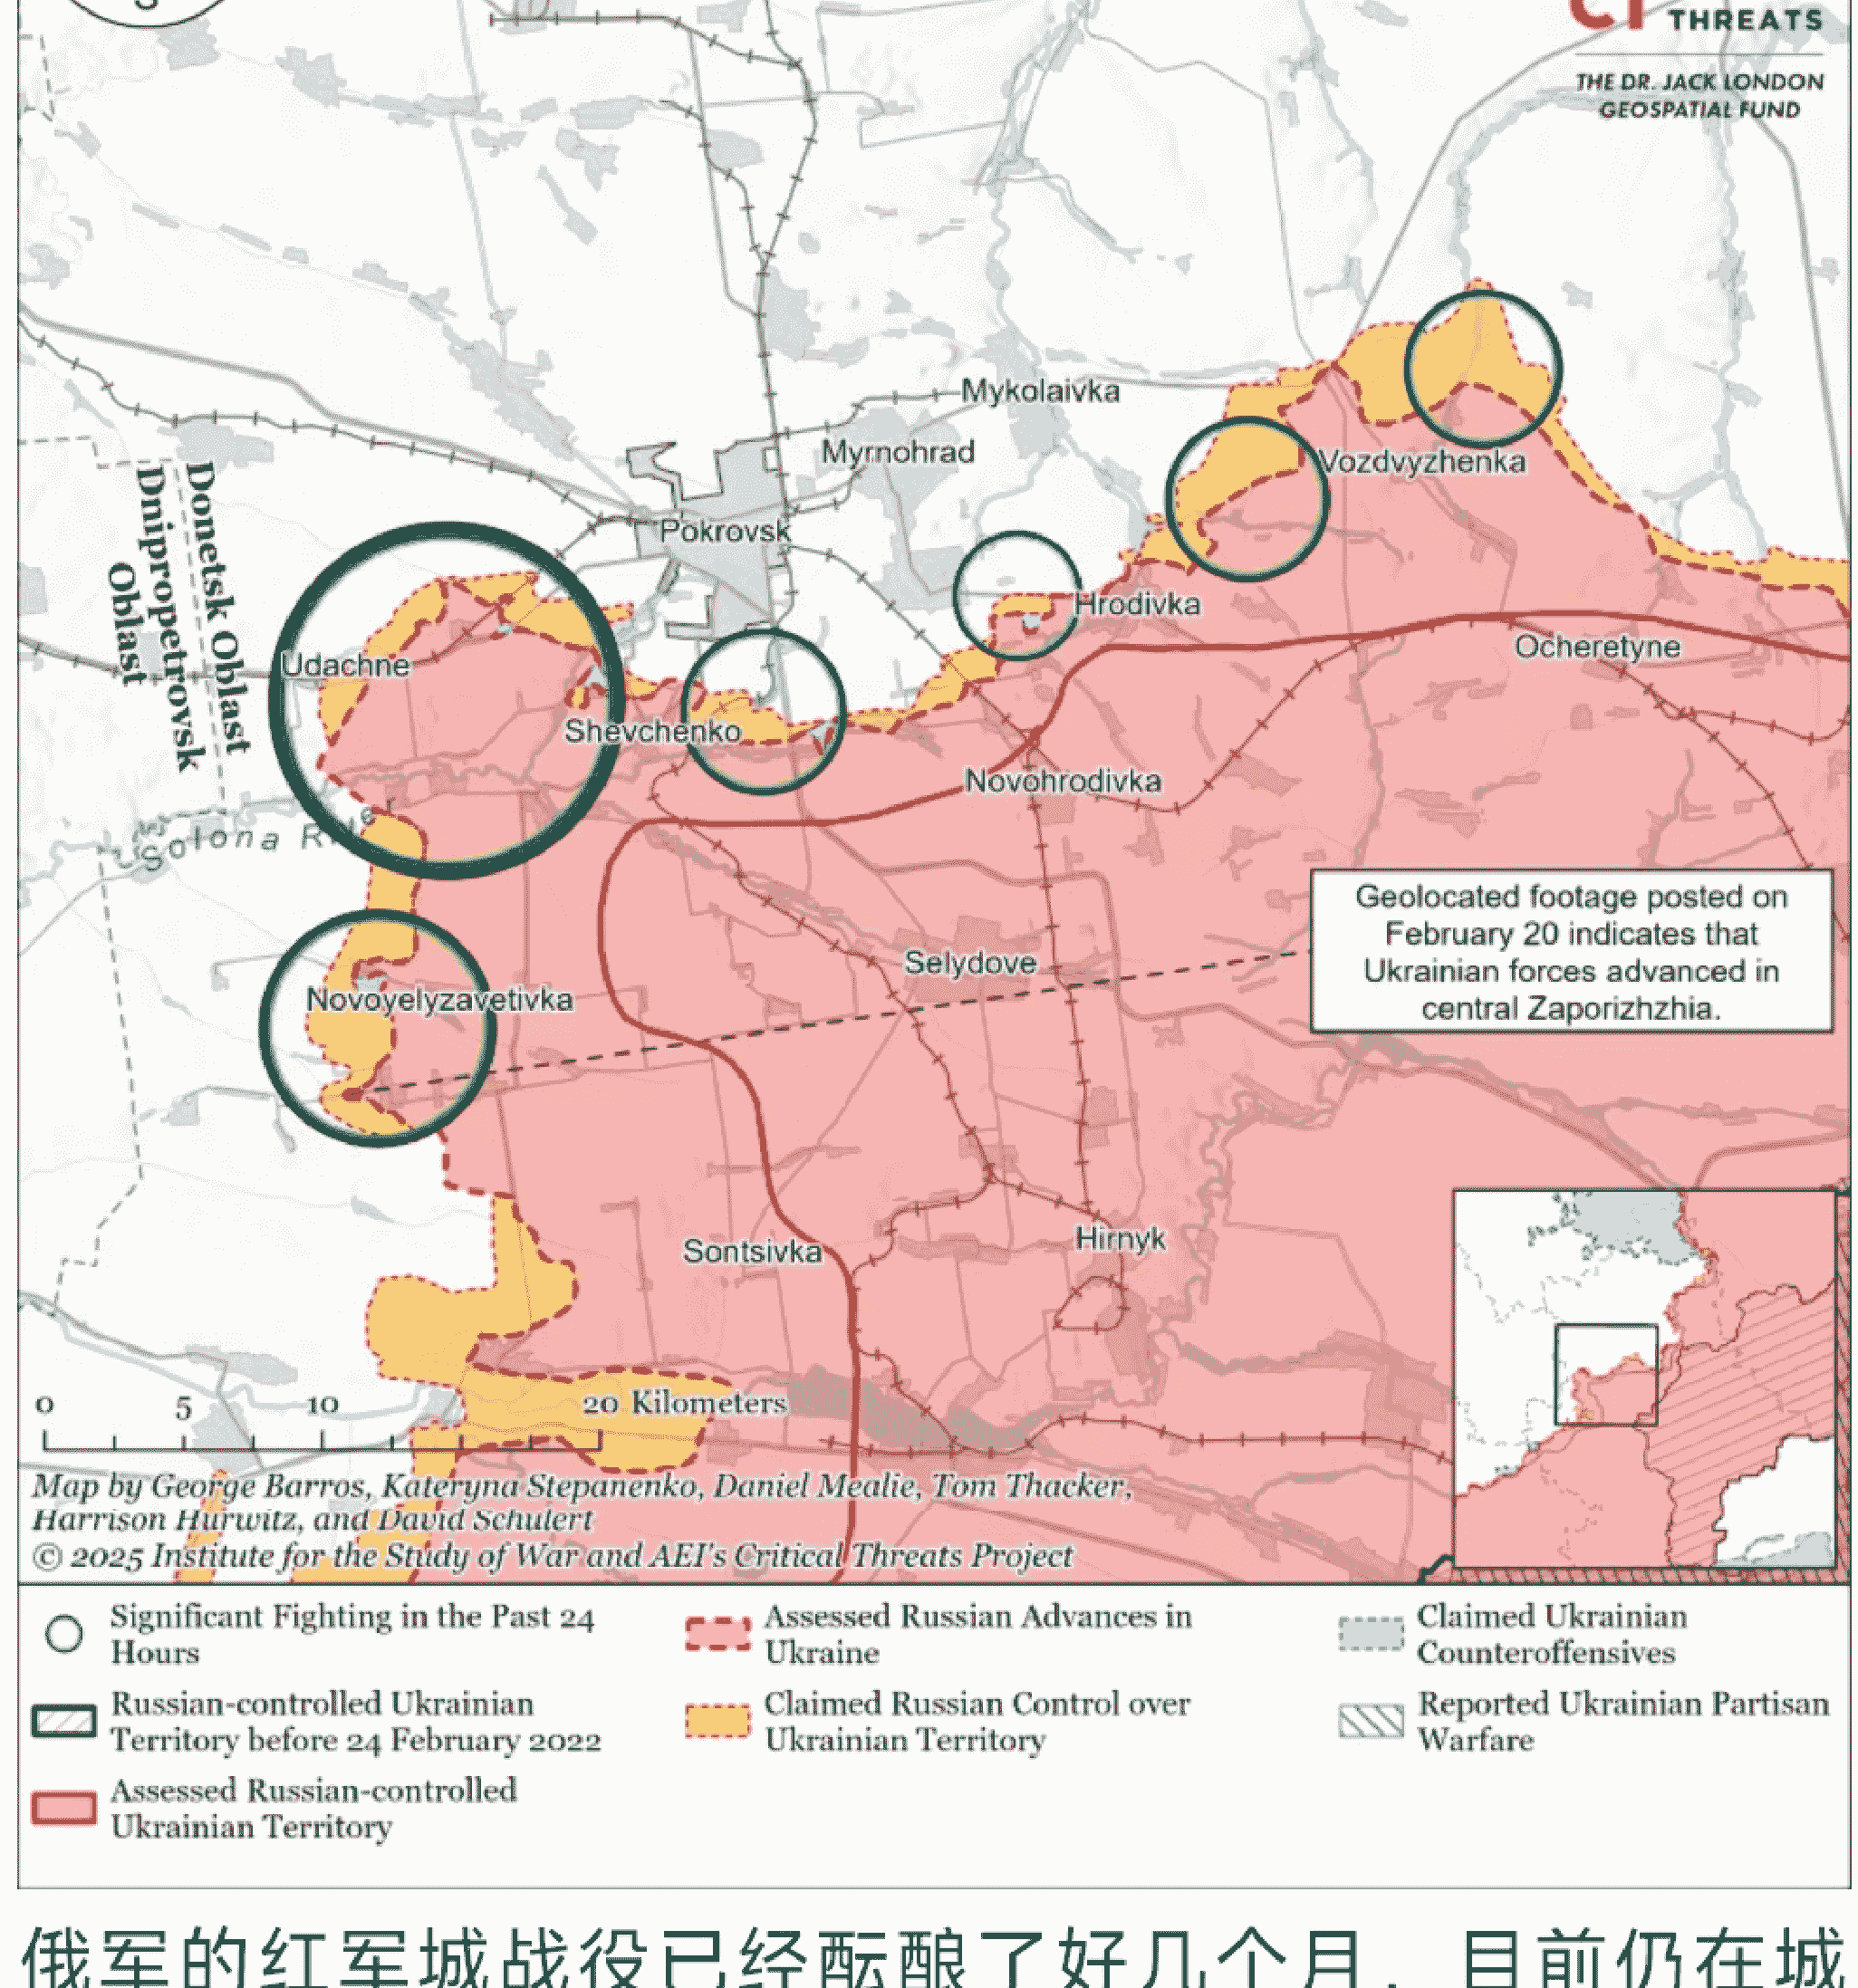 THREATS
THE DR. JACK LONDON
GEOSPATIAL FUND
Mykolaivka
Myrnohrad
Vozdvyzhenka
Pokrovsk
Donetsk Oblast
Dnipropetrovsk
Oblast
Hrodivka
Ocheretyne
Udachne
Shevchenko
Novohrodivka
Solona River
Geolocated footage posted on
February 20 indicates that
Ukrainian forces advanced in
central Zaporizhzhia.
Selydove
Novoyelyzavetivka
Sontsivka
Hirnyk
0 5 10 20 Kilometers
Map by George Barros, Kateryna Stepanenko, Daniel Mealie, Tom Thacker,
Harrison Hurwitz, and David Schulert
© 2025 Institute for the Study of War and AEI's Critical Threats Project
Significant Fighting in the Past 24
Hours
Russian-controlled Ukrainian
Territory before 24 February 2022
Assessed Russian-controlled
Ukrainian Territory
Assessed Russian Advances in
Ukraine
Claimed Russian Control over
Ukrainian Territory
Claimed Ukrainian
Counteroffensives
Reported Ukrainian Partisan
Warfare
俄军的红军城战役已经酝酿了好几个月，目前仍在城